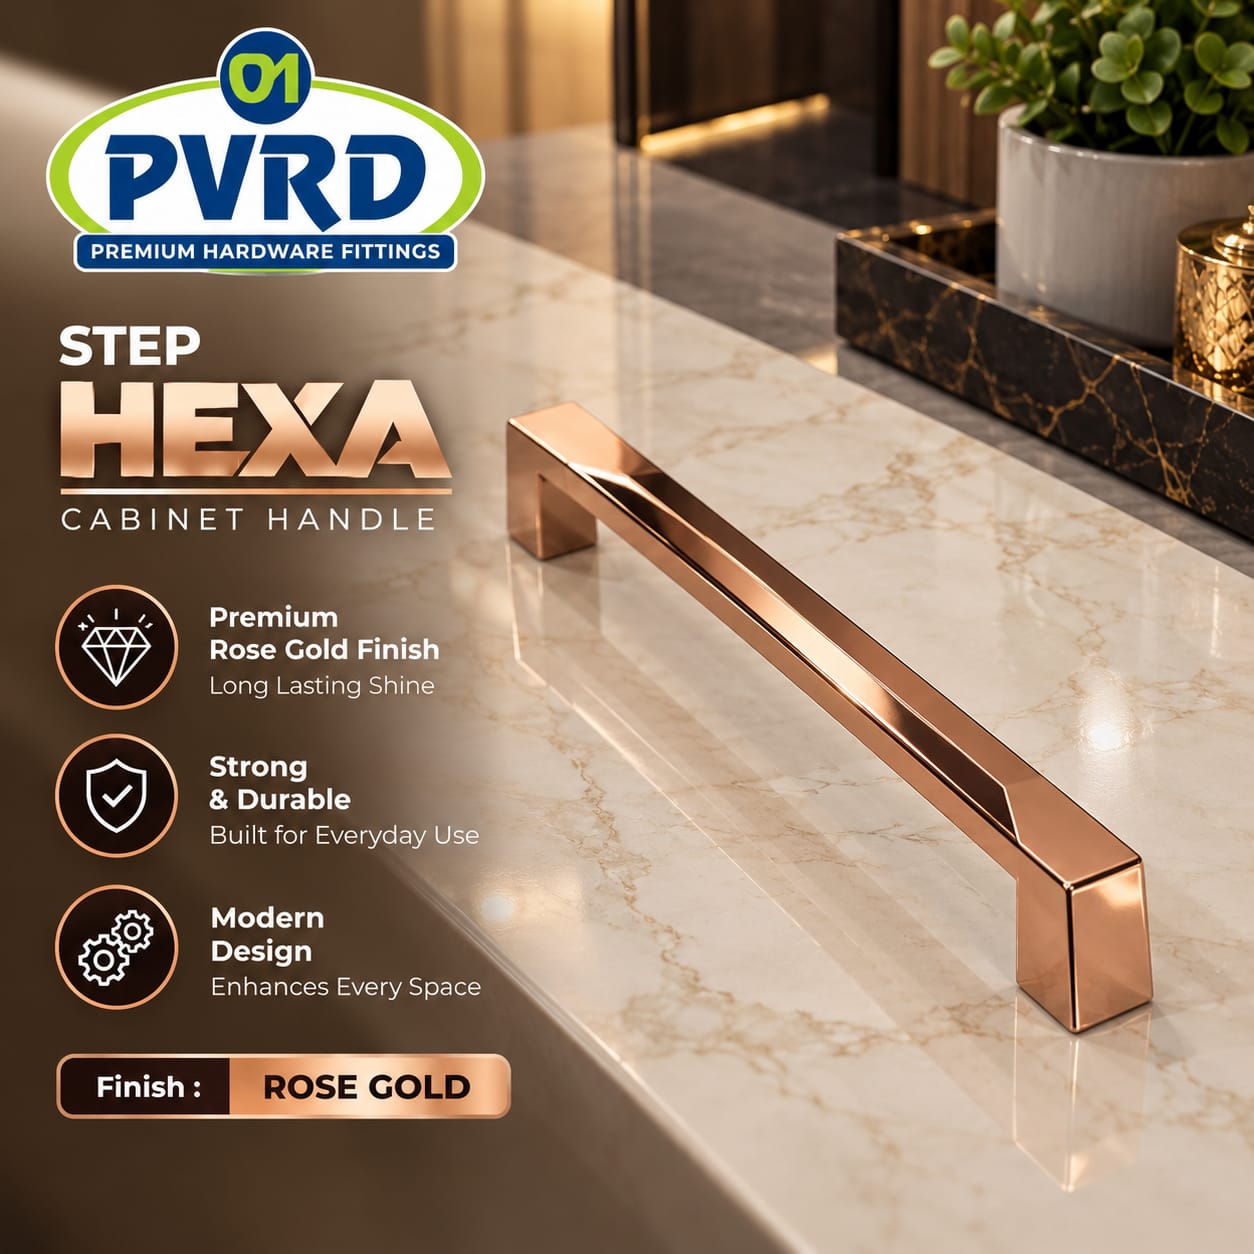 01
PVRD
PREMIUM HARDWARE FITTINGS
STEP
HEXA
CABINET HANDLE
Premium
Rose Gold Finish
Long Lasting Shine
Strong
& Durable
Built for Everyday Use
Modern
Design
Enhances Every Space
Finish : ROSE GOLD